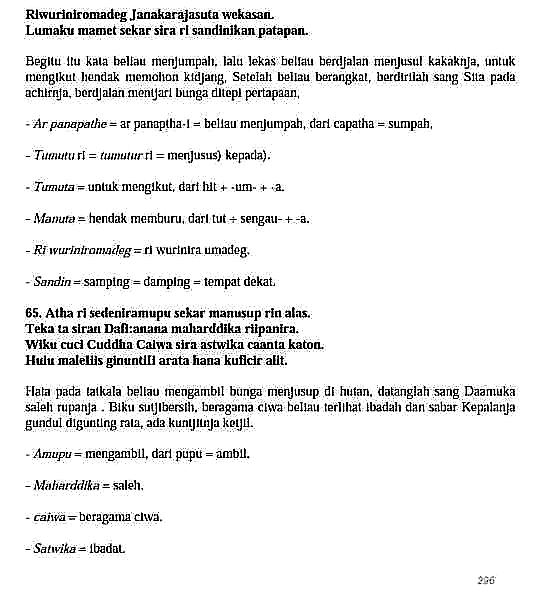 Riwuriniromadeg Janakarajasuta wekasan.
Lumaku mamet sekar sira ri sandinikan patapan.
Begitu itu kata beliau menjumpah, lalu lekas beliau berdjalan menjusul kakaknja, untuk
mengikut hendak memohon kidjang, Setelah beliau berangkat, berdirilah sang Sita pada
achirnja, berdjalan mentjari bunga ditepi pertapaan,
- Ar panapathe = ar panaptha-i = beliau menjumpah, dari capatha = sumpah,
- Tumutu ri = tumutur ri = menjusus) kepada).
- Tumuta = untuk mengikut, dari hit + -um- + -a.
- Manuta = hendak memburu, dari tut + sengau- + -a.
- Ri wuriniromadeg = ri wurinira umadeg,
- Sandin = samping = damping = tempat dekat.
65. Atha ri sedeniramupu sekar manusup rin alas.
Teka ta siran Dafi:anana maharddika riipanira.
Wiku cuci Cuddha Caiwa sira astwika caanta katon.
Hulu maleliis ginuntiII arata hana kuficir alit.
Hata pada tatkala beliau mengambil bunga menjusup di hutan, datanglah sang Daamuka
saleh rupanja . Biku sutjibersih, beragama ciwa beliau terlihat ibadah dan sabar Kepalanja
gundul digunting rata, ada kuntjitnja ketjil.
- Amupu = mengambil, dari pupu = ambil.
- Maharddika = saleh.
- caiwa = beragama ciwa.
- Satwika = ibadat.
296